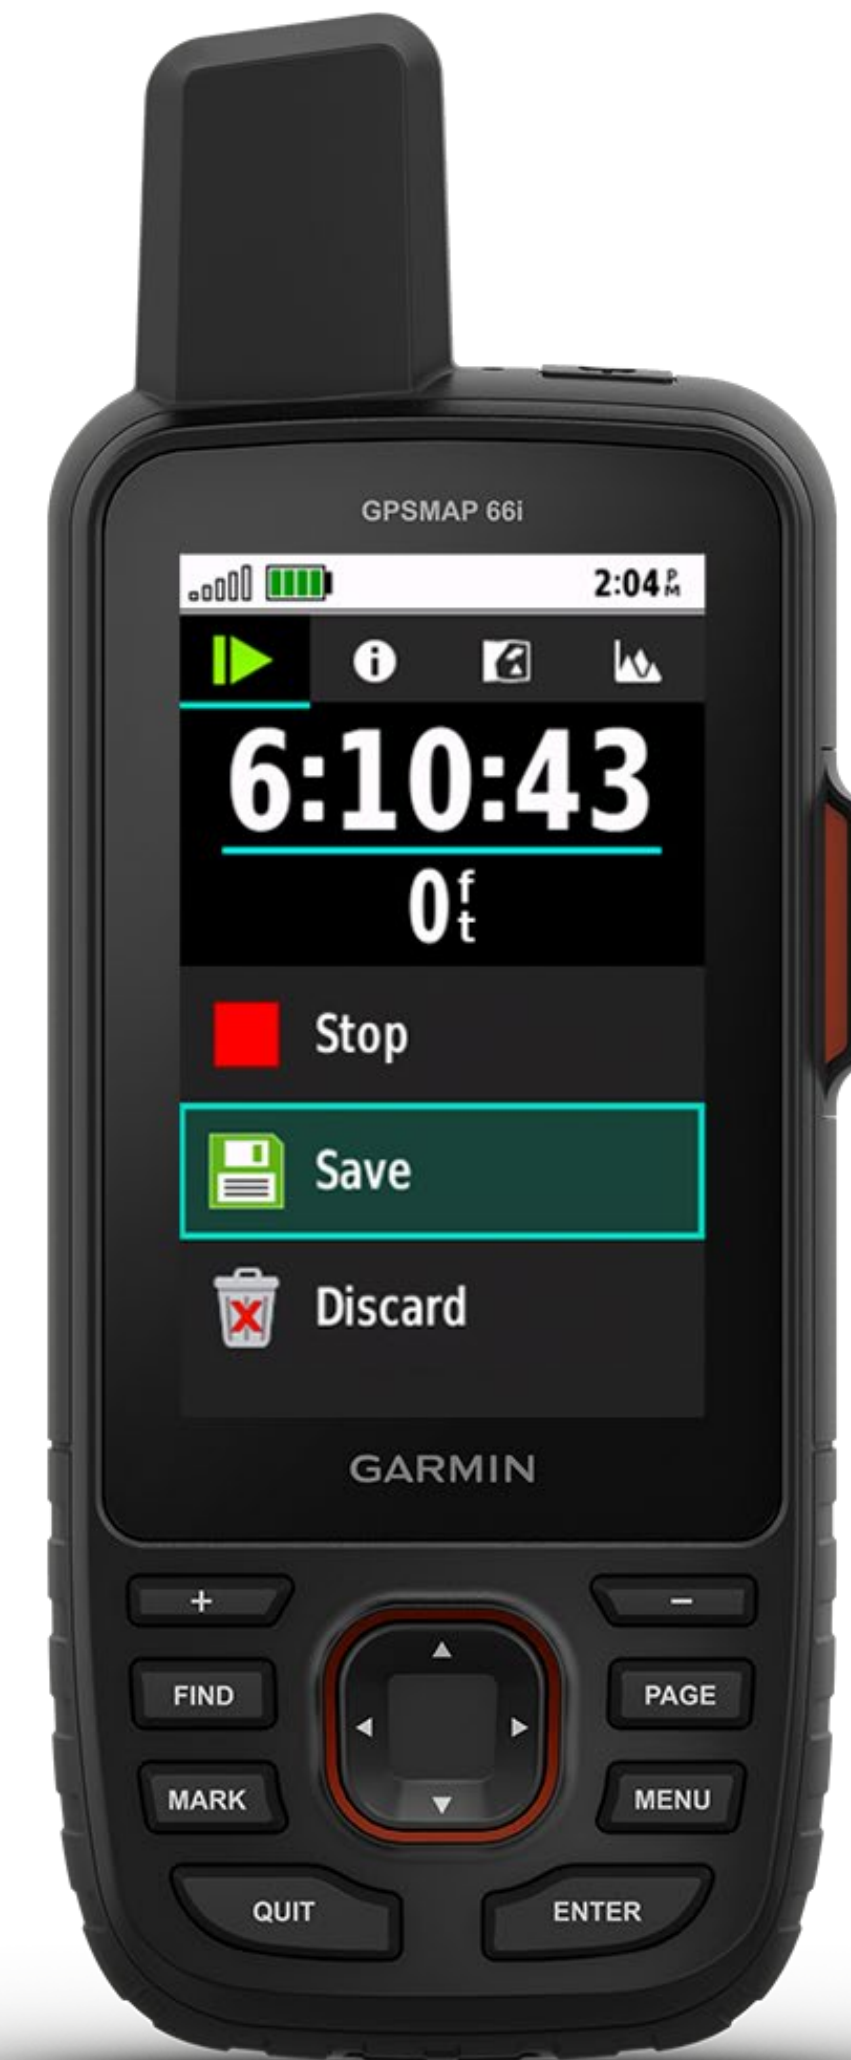 GPSMAP 66i
2:04 PM
6:10:43
0 ft
Stop
Save
Discard
GARMIN
+ −
FIND PAGE
MARK MENU
QUIT ENTER